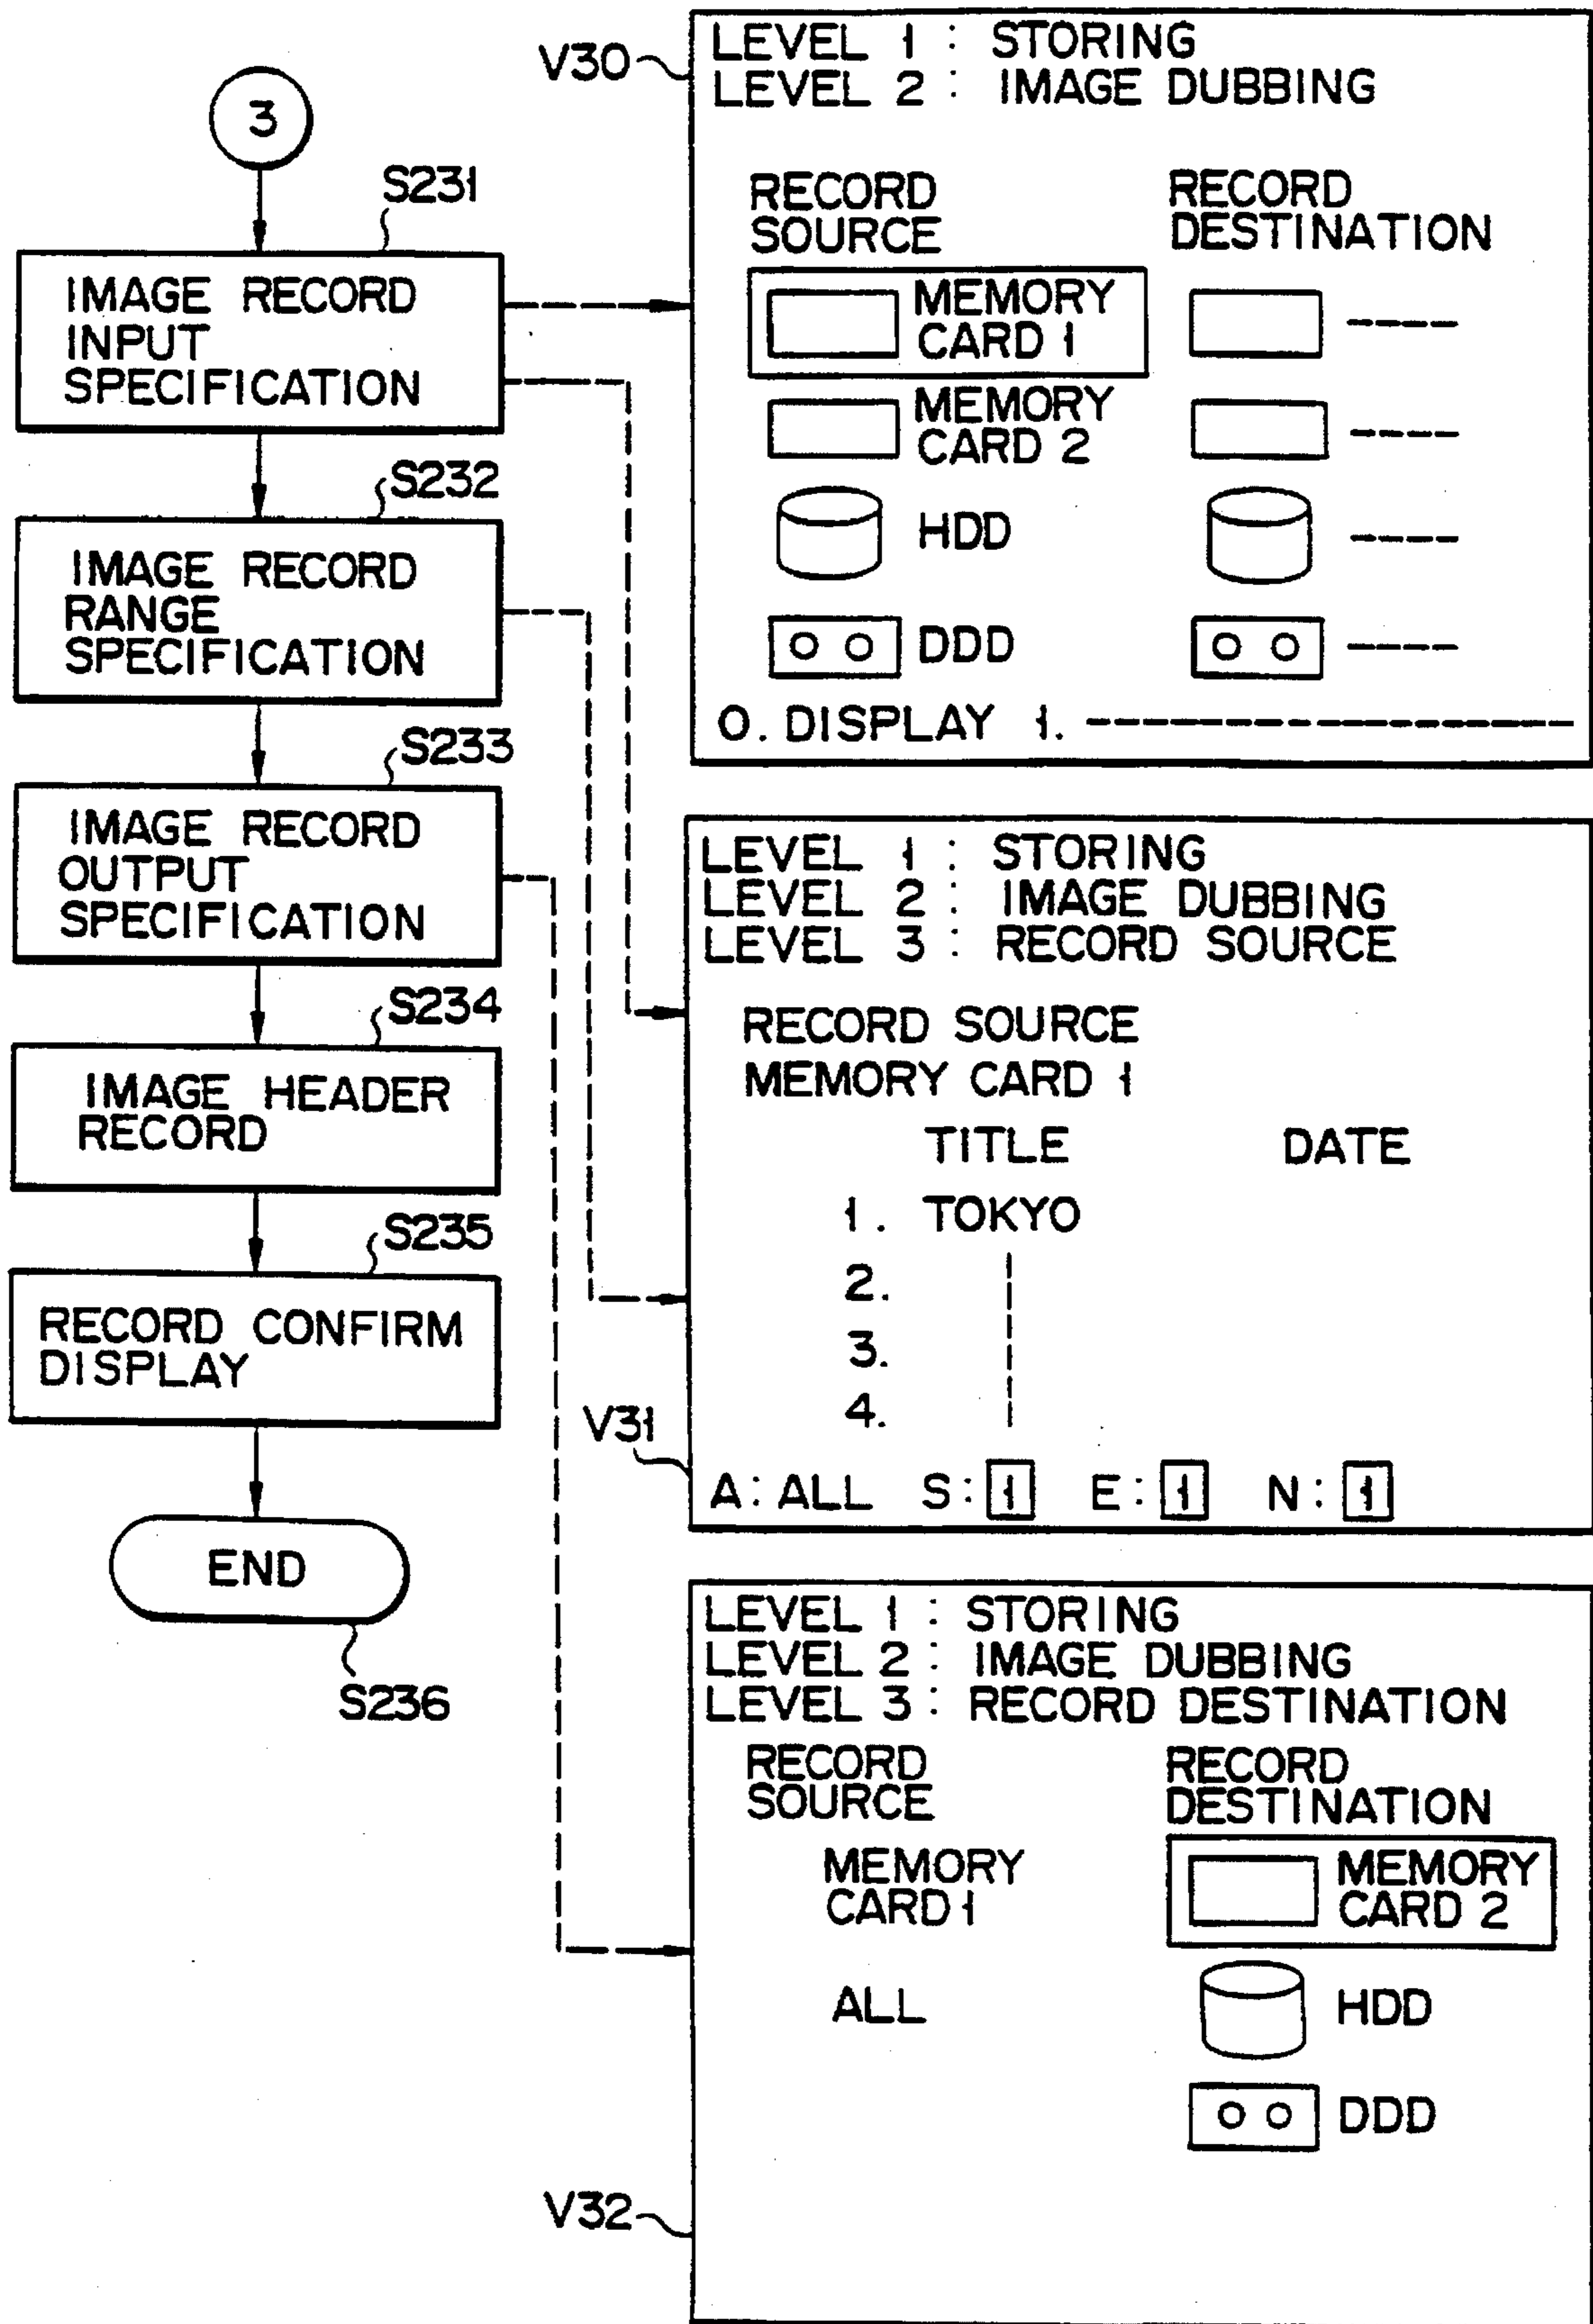 3
S231
IMAGE RECORD
INPUT
SPECIFICATION
S232
IMAGE RECORD
RANGE
SPECIFICATION
S233
IMAGE RECORD
OUTPUT
SPECIFICATION
S234
IMAGE HEADER
RECORD
S235
RECORD CONFIRM
DISPLAY
END
S236
V30
LEVEL 1 : STORING
LEVEL 2 : IMAGE DUBBING
RECORD
SOURCE
RECORD
DESTINATION
MEMORY
CARD 1
MEMORY
CARD 2
HDD
DDD
0. DISPLAY 1.
V31
LEVEL 1 : STORING
LEVEL 2 : IMAGE DUBBING
LEVEL 3 : RECORD SOURCE
RECORD SOURCE
MEMORY CARD 1
TITLE DATE
1. TOKYO
2.
3.
4.
A: ALL S: 1 E: 1 N: 1
V32
LEVEL 1 : STORING
LEVEL 2 : IMAGE DUBBING
LEVEL 3 : RECORD DESTINATION
RECORD
SOURCE
RECORD
DESTINATION
MEMORY
CARD 1
ALL
MEMORY
CARD 2
HDD
DDD